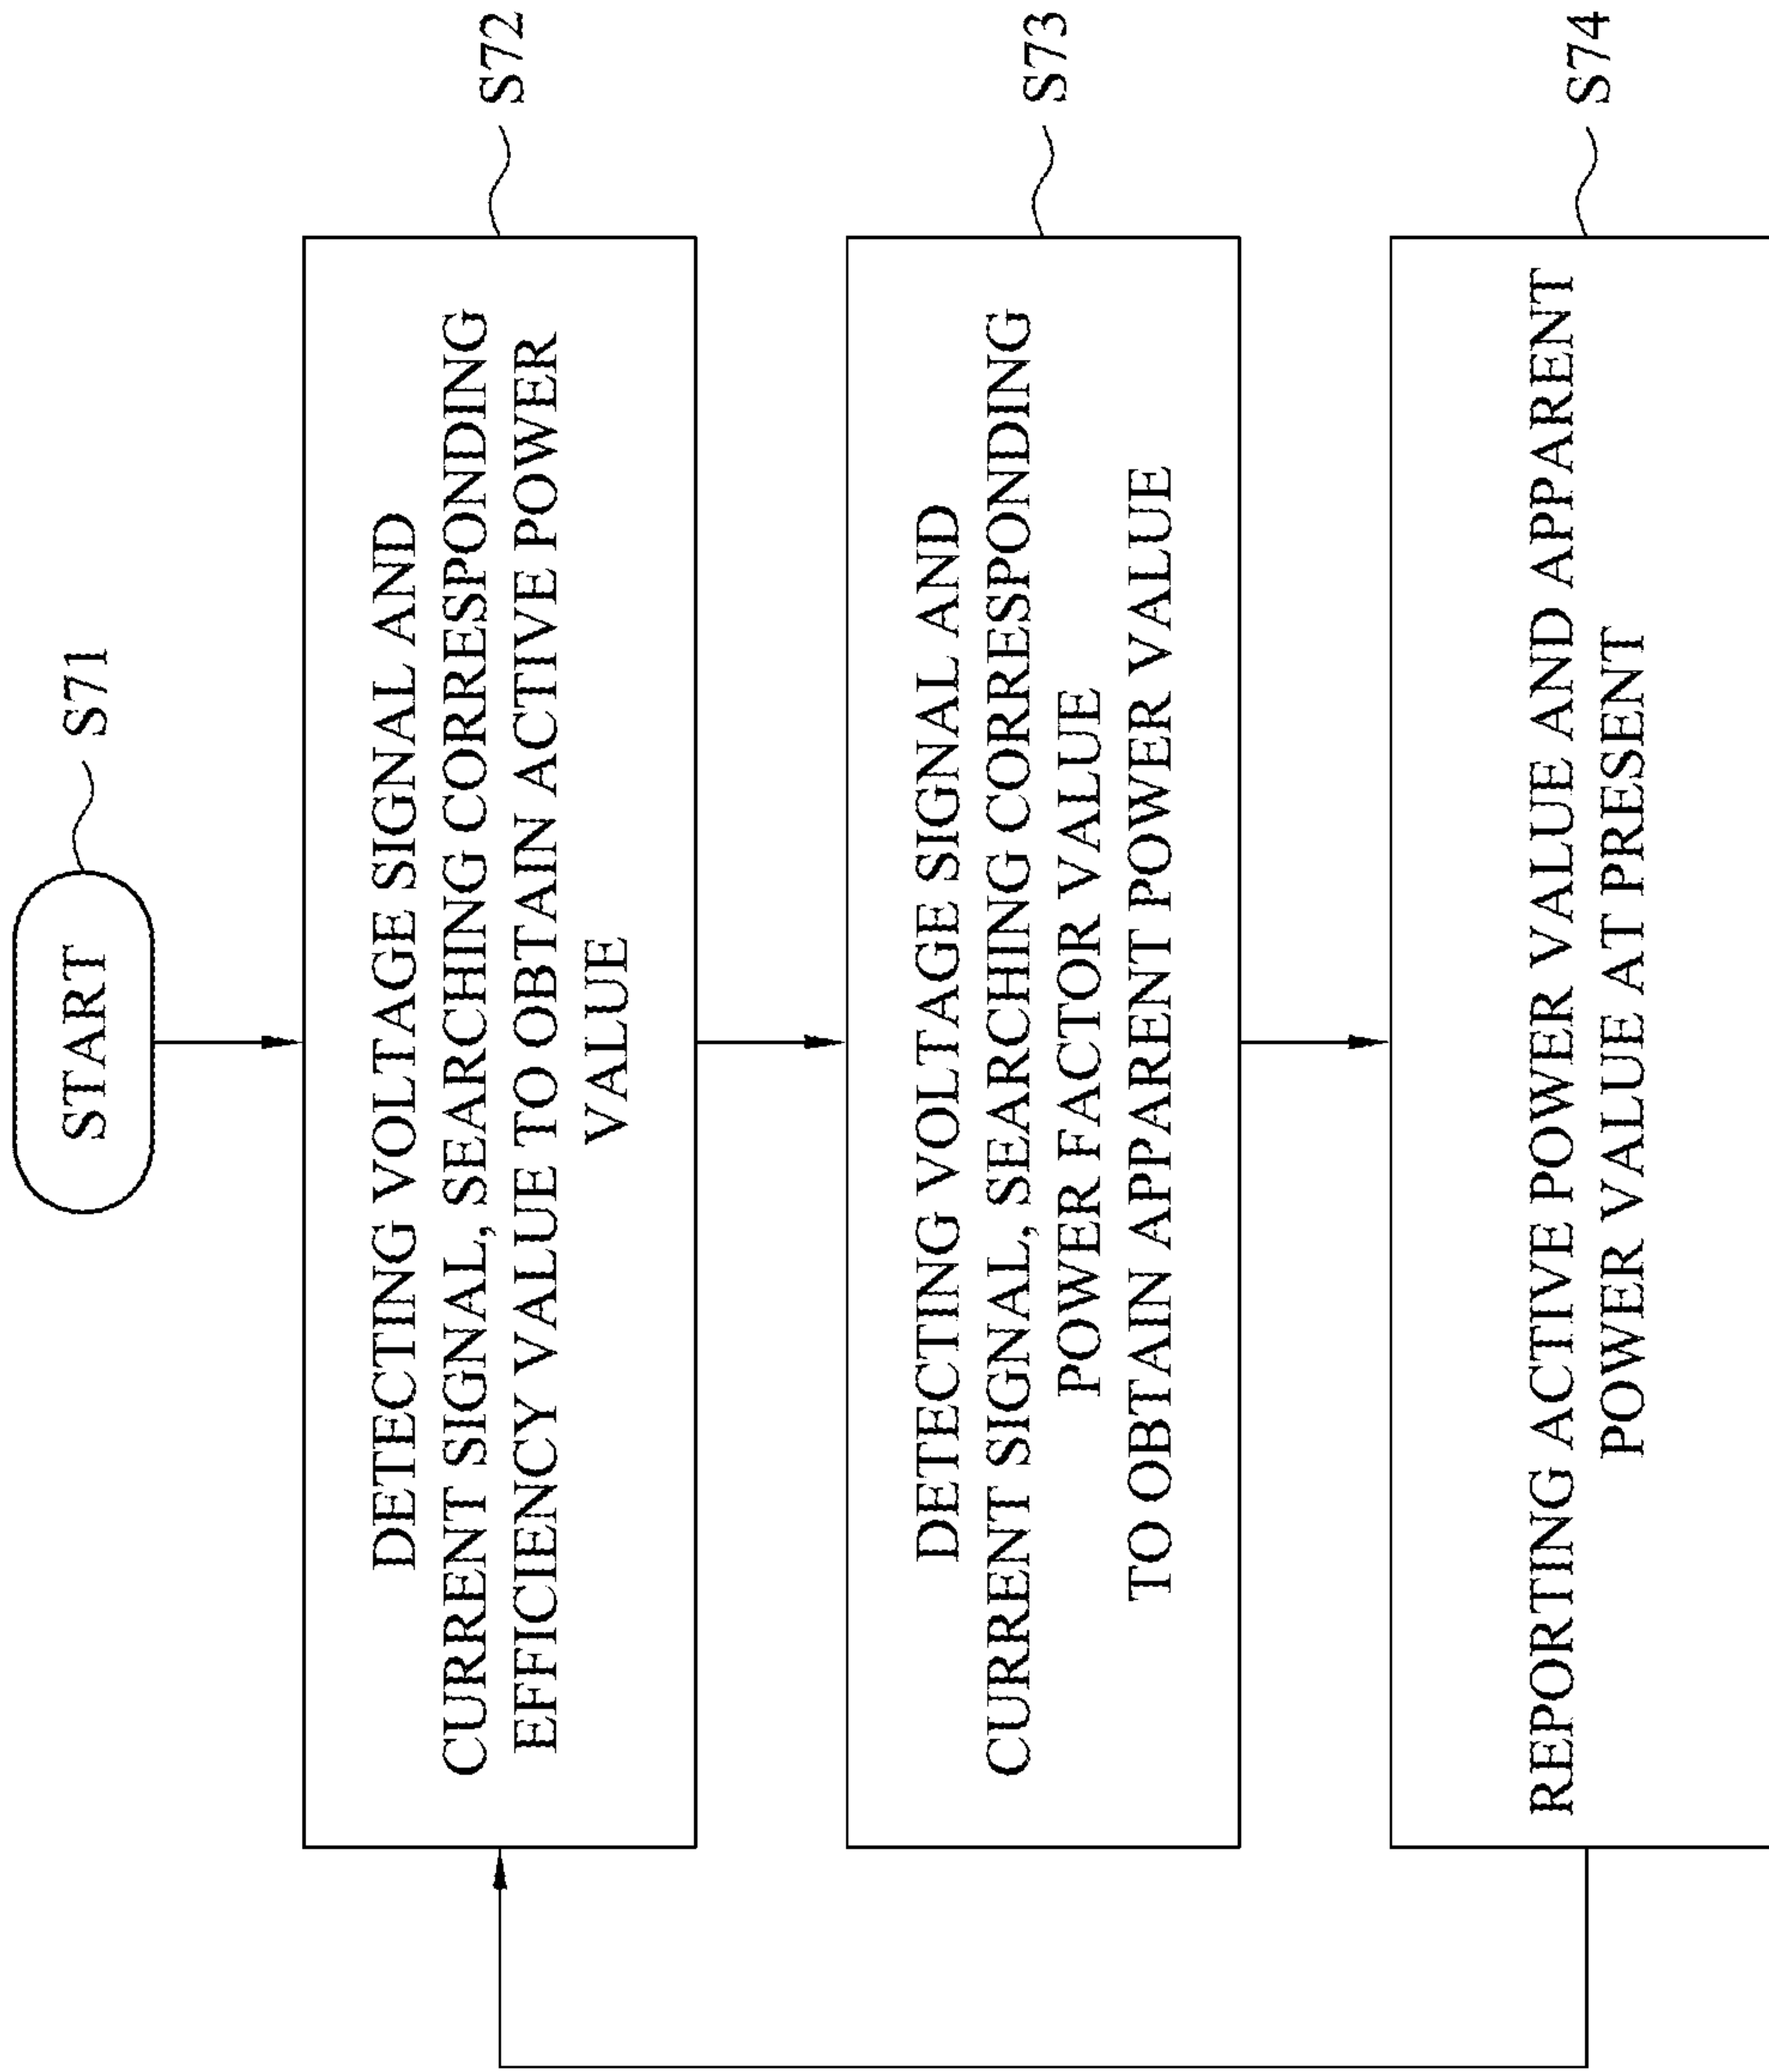 START
S71
DETECTING VOLTAGE SIGNAL AND
CURRENT SIGNAL, SEARCHING CORRESPONDING
EFFICIENCY VALUE TO OBTAIN ACTIVE POWER
VALUE
S72
DETECTING VOLTAGE SIGNAL AND
CURRENT SIGNAL, SEARCHING CORRESPONDING
POWER FACTOR VALUE
TO OBTAIN APPARENT POWER VALUE
S73
REPORTING ACTIVE POWER VALUE AND APPARENT
POWER VALUE AT PRESENT
S74